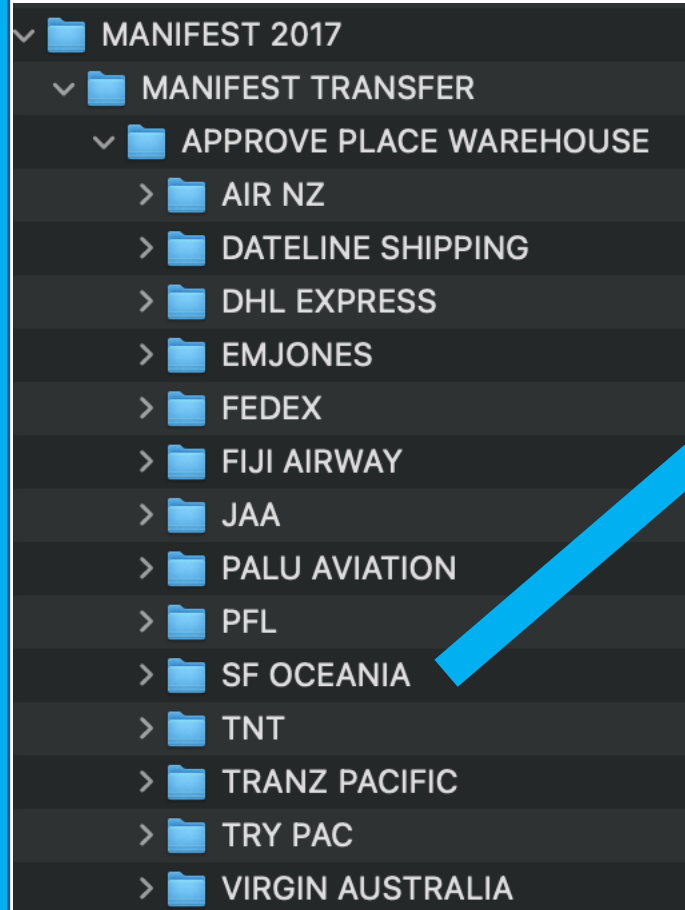 MANIFEST 2017
MANIFEST TRANSFER
APPROVE PLACE WAREHOUSE
AIR NZ
DATELINE SHIPPING
DHL EXPRESS
EMJONES
FEDEX
FIJI AIRWAY
JAA
PALU AVIATION
PFL
SF OCEANIA
TNT
TRANZ PACIFIC
TRY PAC
VIRGIN AUSTRALIA